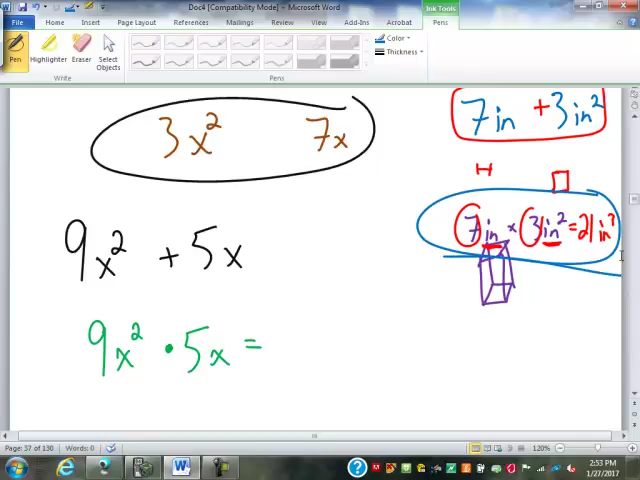 Doc4 [Compatibility Mode] - Microsoft Word
Ink Tools
File Home Insert Page Layout References Mailings Review View Add-Ins Acrobat Pens
Pen Highlighter Eraser Select Objects
Color
Thickness
Write Pens
3x² 7x
7in + 3in²
7in × 3in² = 21in³
9x² + 5x
9x² • 5x =
Page: 37 of 130 Words: 0 120%
2:53 PM
1/27/2017